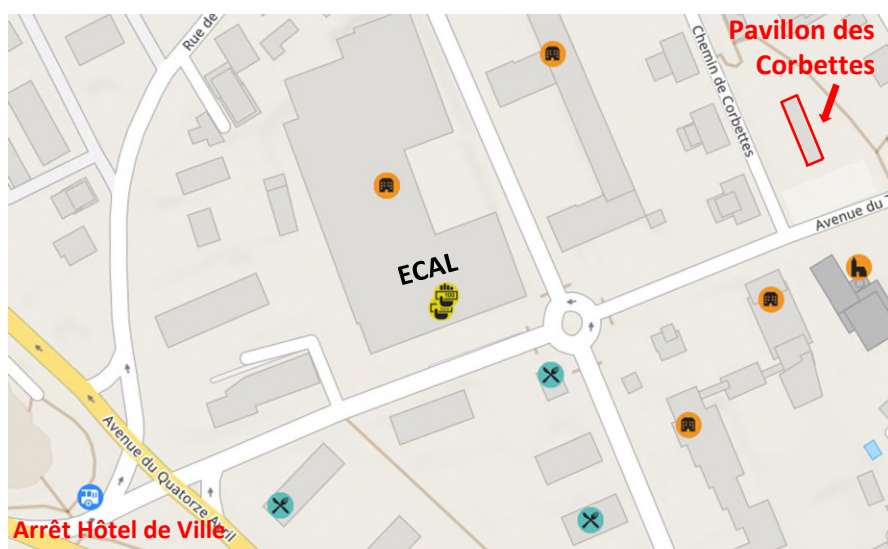 Rue de
Pavillon des
Corbettes
Chemin de Corbettes
Avenue du
ECAL
Avenue du Quatorze Avril
Arrêt Hôtel de Ville